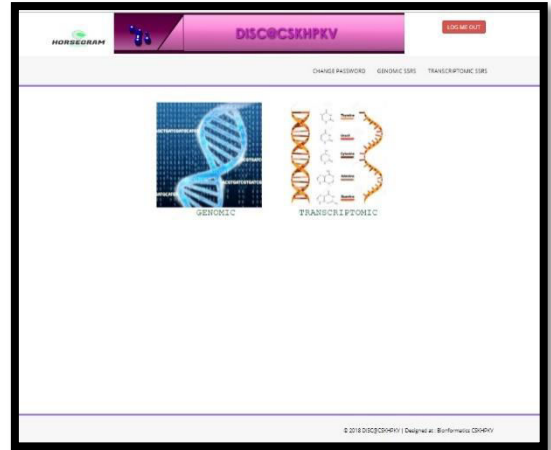 HORSEGRAM
DISC@CSKHPKV
LOG ME OUT
CHANGE PASSWORD GENOMIC SSRS TRANSCRIPTOMIC SSRS
GENOMIC
TRANSCRIPTOMIC
© 2018 DISC@CSKHPKV | Designed at : Bioinformatics CSKHPKV